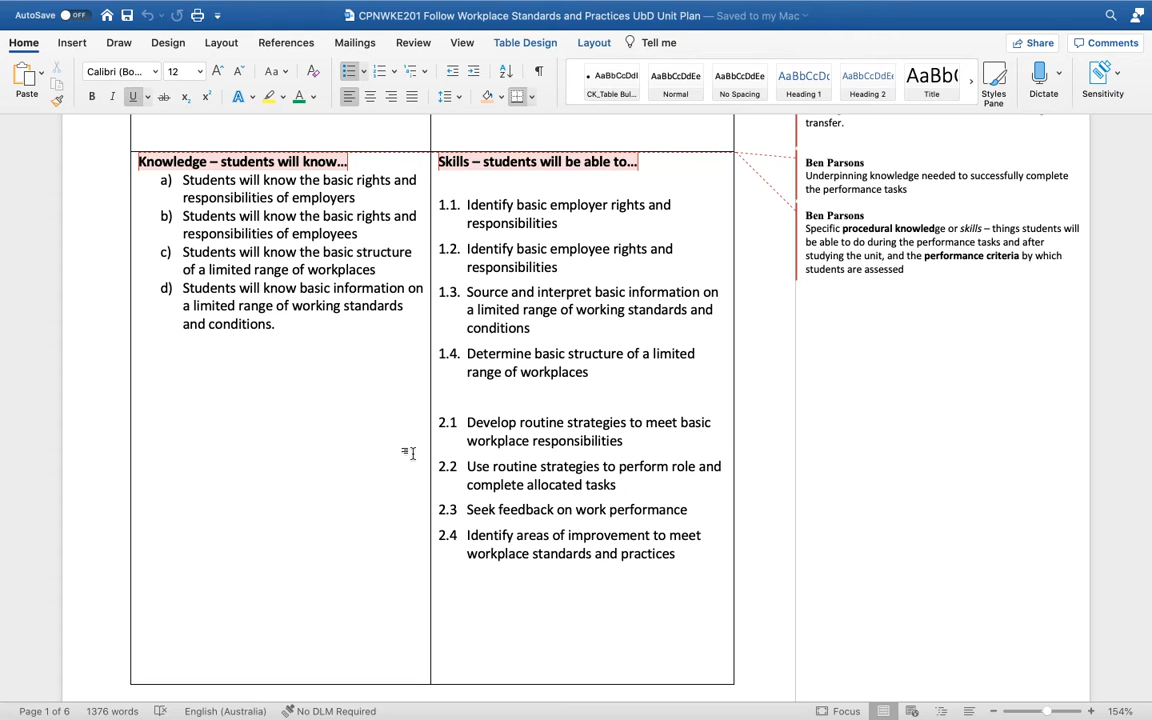 AutoSave OFF
CPNWKE201 Follow Workplace Standards and Practices UbD Unit Plan — Saved to my Mac
Home Insert Draw Design Layout References Mailings Review View Table Design Layout Tell me
Share Comments
Paste
Calibri (Bo... 12
AaBbCcDdI
CK_Table Bul...
AaBbCcDdEe
Normal
AaBbCcDdEe
No Spacing
AaBbCcDc
Heading 1
AaBbCcDdEe
Heading 2
AaBb(
Title
Styles
Pane
Dictate
Sensitivity
transfer.
Knowledge – students will know...
a) Students will know the basic rights and
responsibilities of employers
b) Students will know the basic rights and
responsibilities of employees
c) Students will know the basic structure
of a limited range of workplaces
d) Students will know basic information on
a limited range of working standards
and conditions.
Skills – students will be able to...
1.1. Identify basic employer rights and
responsibilities
1.2. Identify basic employee rights and
responsibilities
1.3. Source and interpret basic information on
a limited range of working standards and
conditions
1.4. Determine basic structure of a limited
range of workplaces
2.1 Develop routine strategies to meet basic
workplace responsibilities
2.2 Use routine strategies to perform role and
complete allocated tasks
2.3 Seek feedback on work performance
2.4 Identify areas of improvement to meet
workplace standards and practices
Ben Parsons
Underpinning knowledge needed to successfully complete
the performance tasks
Ben Parsons
Specific procedural knowledge or skills – things students will
be able to do during the performance tasks and after
studying the unit, and the performance criteria by which
students are assessed
Page 1 of 6 1376 words English (Australia) No DLM Required Focus 154%